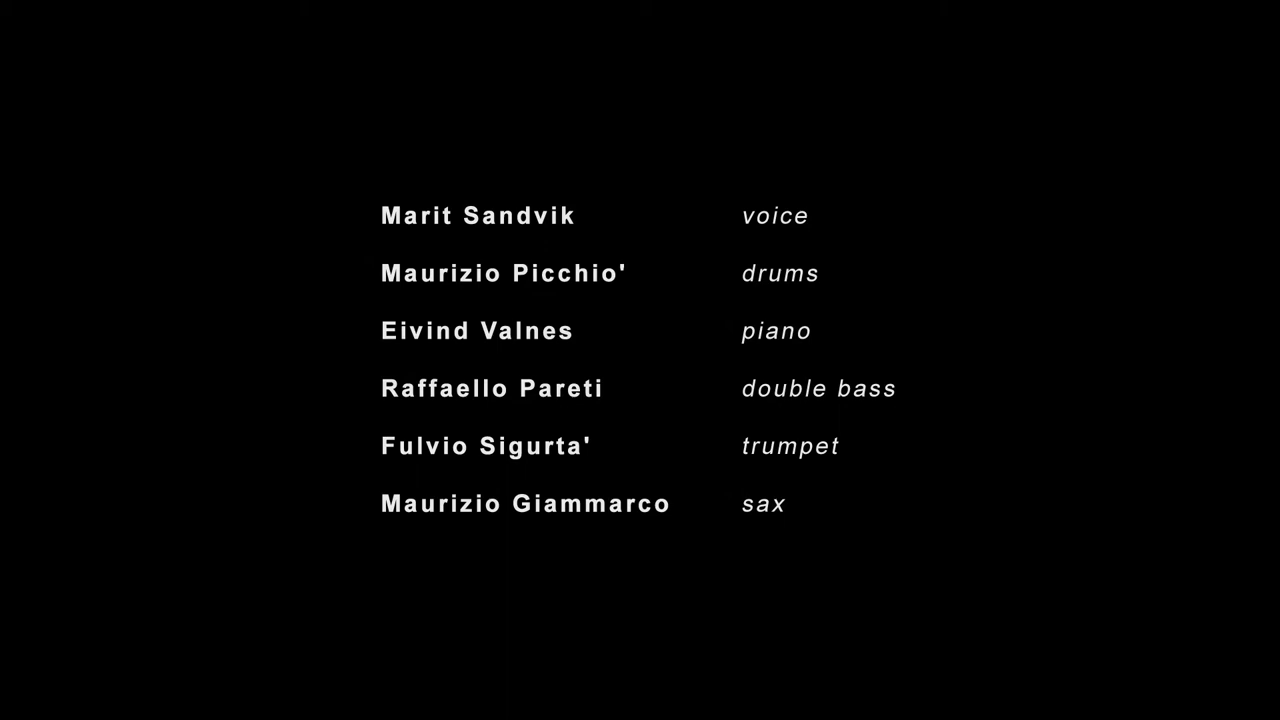 Marit Sandvik voice
Maurizio Picchio' drums
Eivind Valnes piano
Raffaello Pareti double bass
Fulvio Sigurta' trumpet
Maurizio Giammarco sax